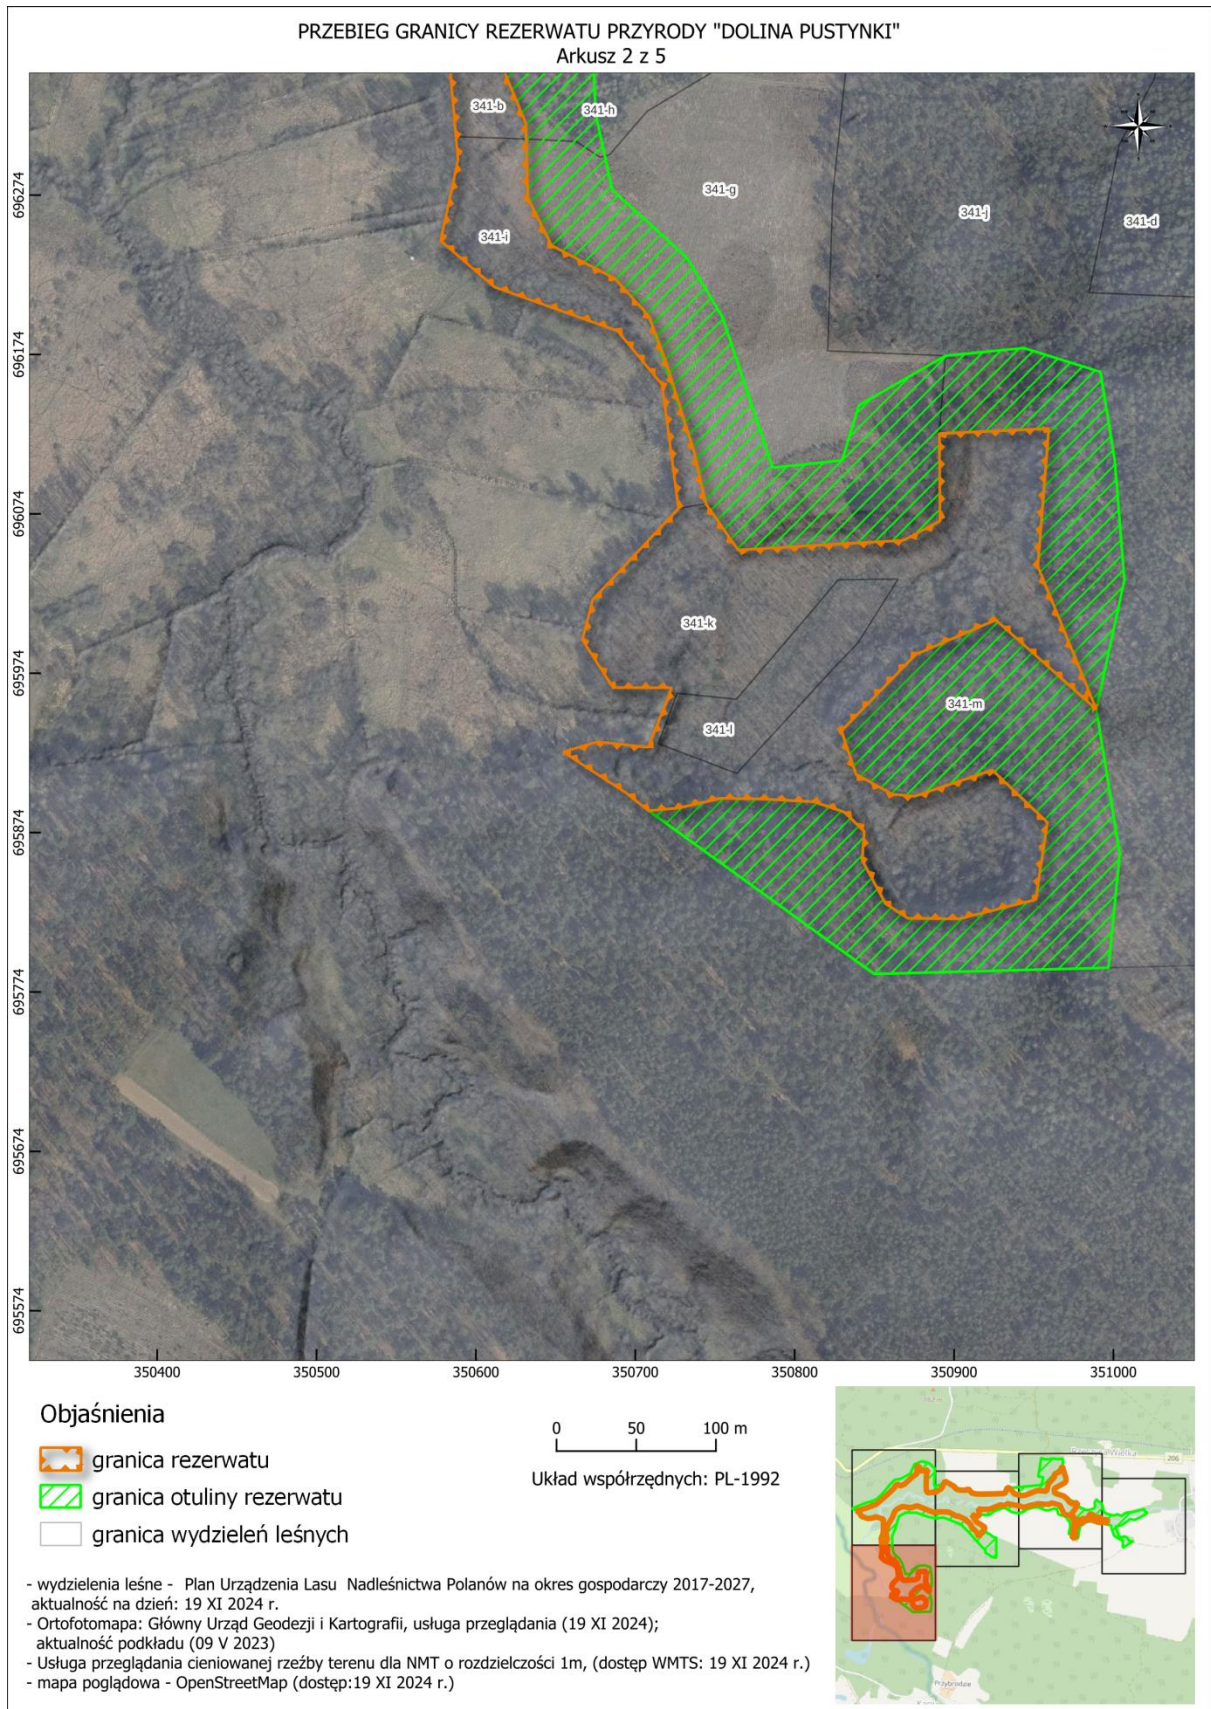 PRZEBIEG GRANICY REZERWATU PRZYRODY "DOLINA PUSTYNKI"
Arkusz 2 z 5
341-b
341-h
341-g
341-j
341-d
341-i
341-k
341-l
341-m
696274
696174
696074
695974
695874
695774
695674
695574
350400
350500
350600
350700
350800
350900
351000
Objaśnienia
granica rezerwatu
granica otuliny rezerwatu
granica wydzieleń leśnych
0 50 100 m
Układ współrzędnych: PL-1992
- wydzielenia leśne - Plan Urządzenia Lasu Nadleśnictwa Polanów na okres gospodarczy 2017-2027,
aktualność na dzień: 19 XI 2024 r.
- Ortofotomapa: Główny Urząd Geodezji i Kartografii, usługa przeglądania (19 XI 2024);
aktualność podkładu (09 V 2023)
- Usługa przeglądania cieniowanej rzeźby terenu dla NMT o rozdzielczości 1m, (dostęp WMTS: 19 XI 2024 r.)
- mapa poglądowa - OpenStreetMap (dostęp:19 XI 2024 r.)
Wielka
206
Przybrodzie